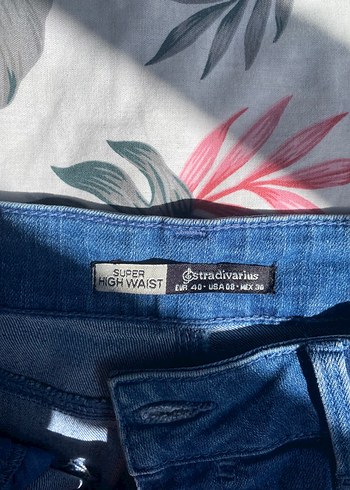 SUPER
HIGH WAIST
stradivarius
EUR 40 - USA 08 - MEX 30